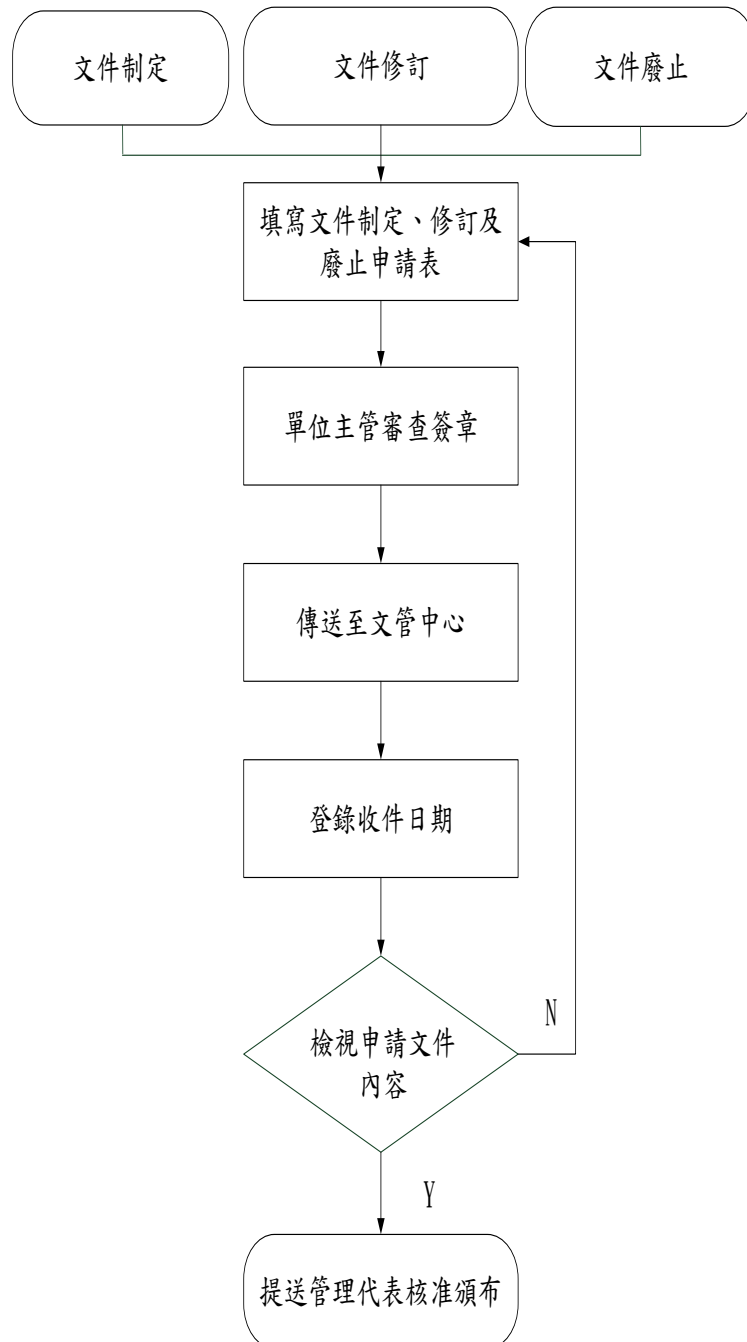 文件制定
文件修訂
文件廢止
填寫文件制定、修訂及
廢止申請表
單位主管審查簽章
傳送至文管中心
登錄收件日期
檢視申請文件
內容
N
Y
提送管理代表核准頒布